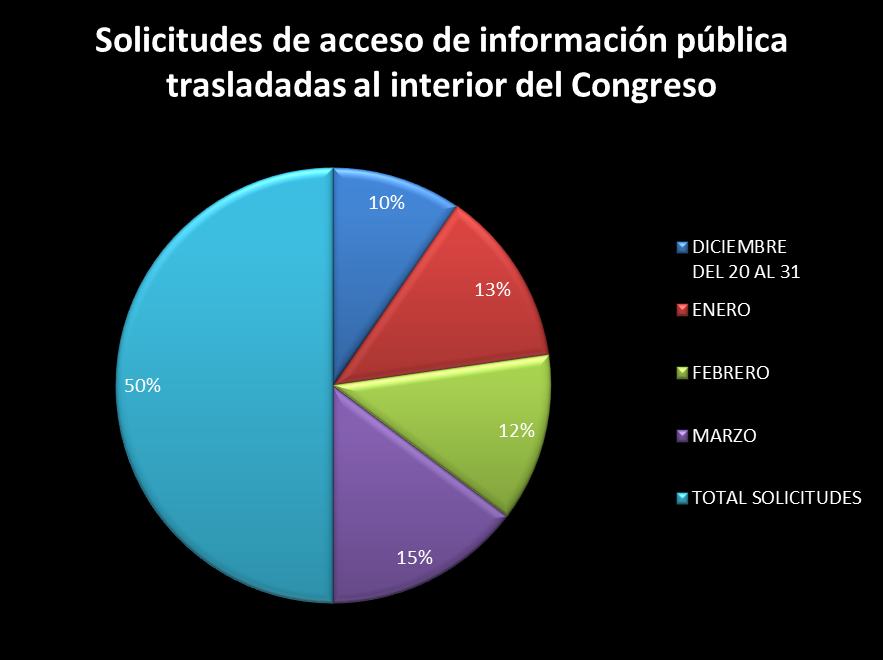 Solicitudes de acceso de información pública
trasladadas al interior del Congreso
10%
13%
12%
15%
50%
DICIEMBRE
DEL 20 AL 31
ENERO
FEBRERO
MARZO
TOTAL SOLICITUDES